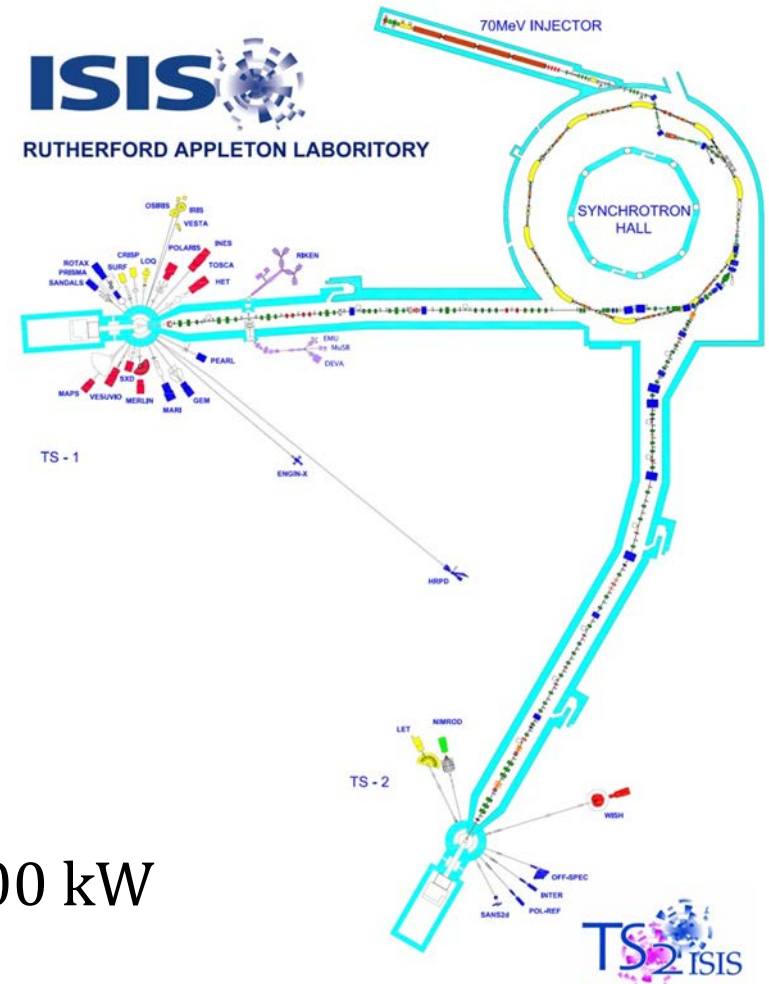 70MeV INJECTOR
ISIS
RUTHERFORD APPLETON LABORITORY
SYNCHROTRON
HALL
OSIRIS
IRIS
VESTA
POLARIS
INES
TOSCA
HET
CRISP
SURF
LOQ
ROTAX
PRISMA
SANDALS
RIKEN
EMU
MuSR
DEVA
PEARL
SXD
MAPS
VESUVIO
MERLIN
MARI
GEM
TS - 1
ENGIN-X
HRPD
LET
NIMROD
TS - 2
WISH
OFF-SPEC
INTER
POL-REF
SANS2d
00 kW
TS2 ISIS